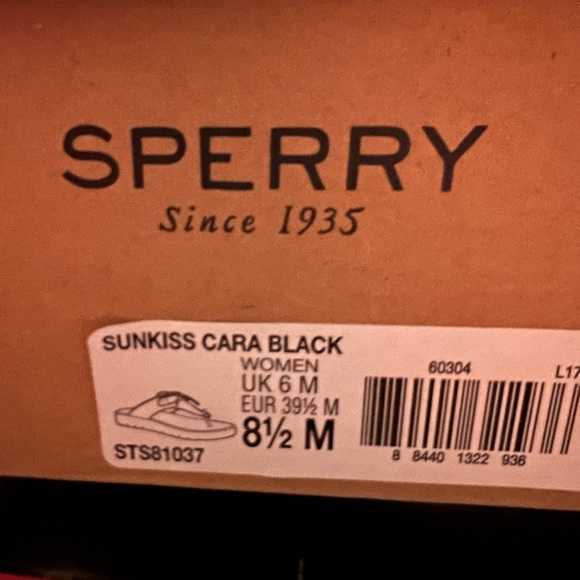 SPERRY
Since 1935
SUNKISS CARA BLACK
WOMEN
UK 6 M
EUR 39½ M
8½ M
STS81037
60304
L17
8 8440 1322 936